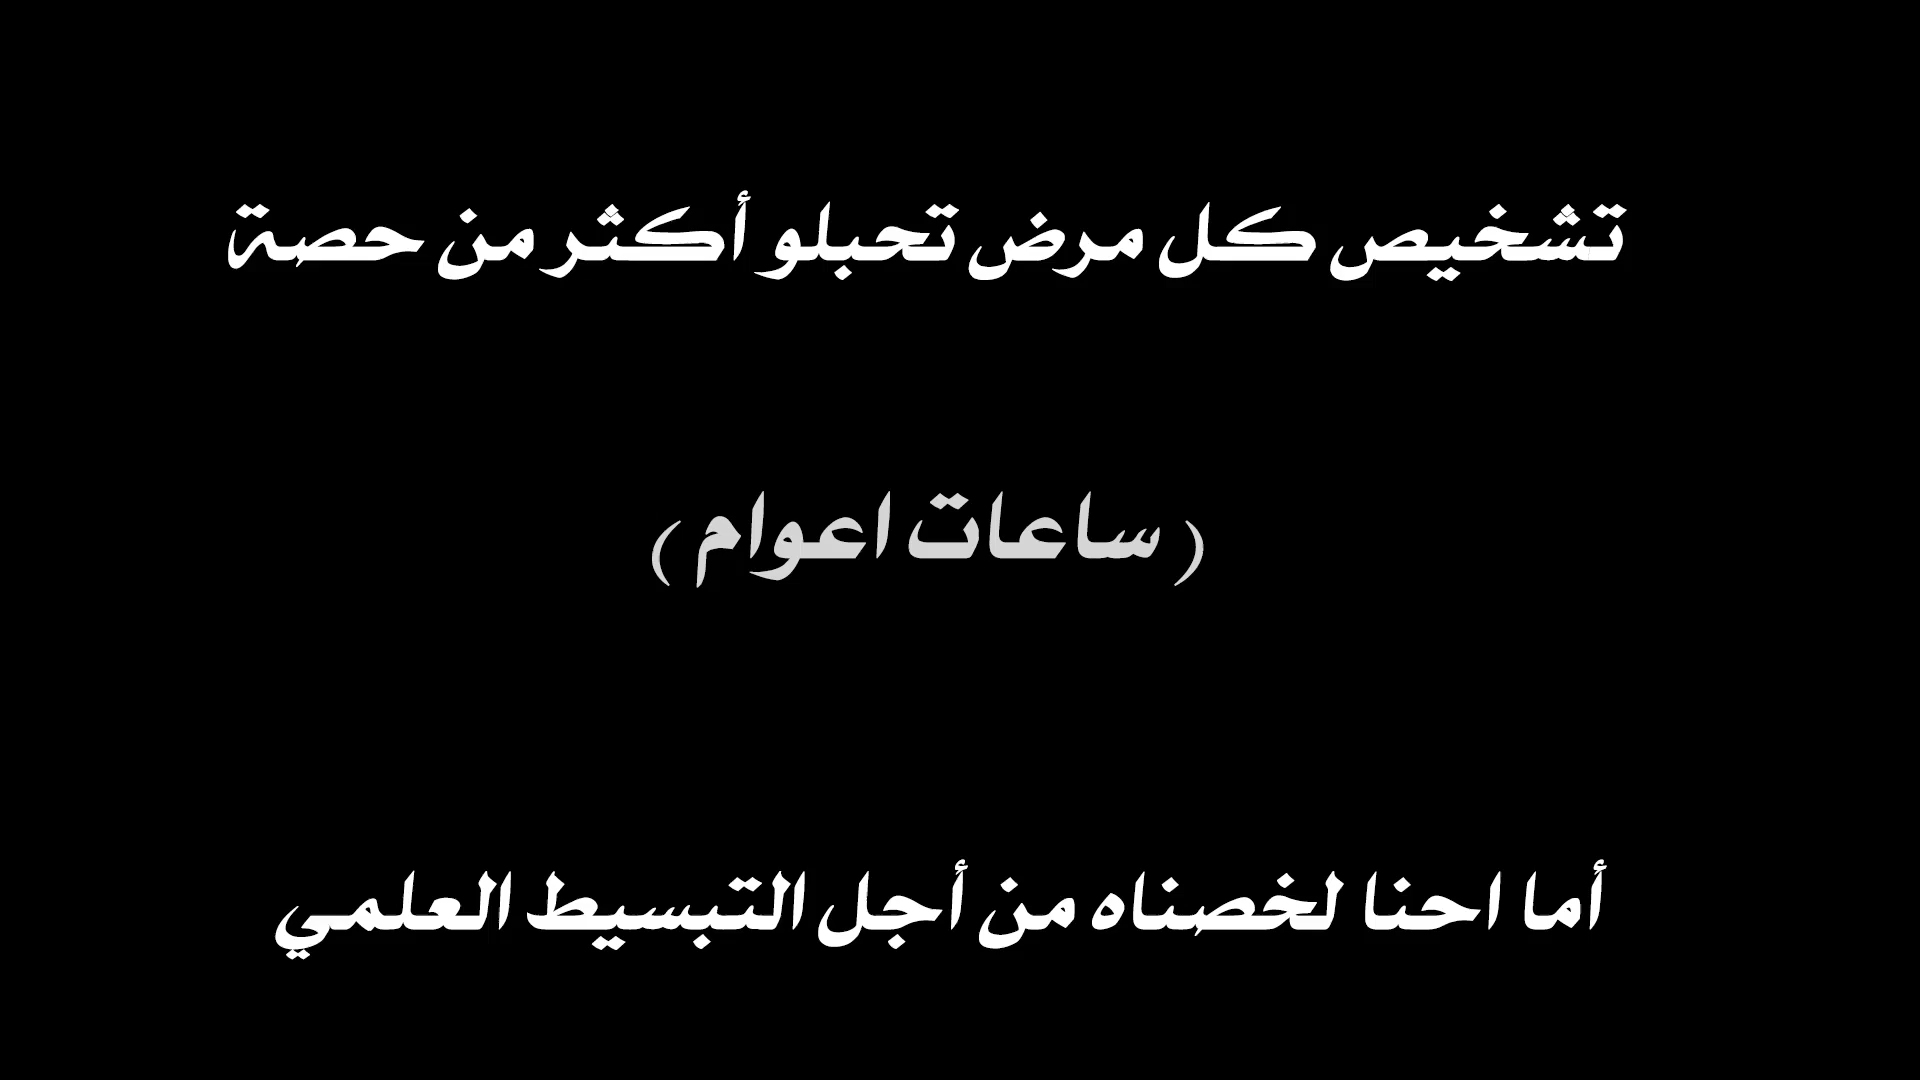 تشخيص كل مرض تحبلو أكثر من حصة
( ساعات اعوام )
أما احنا لخصناه من أجل التبسيط العلمي